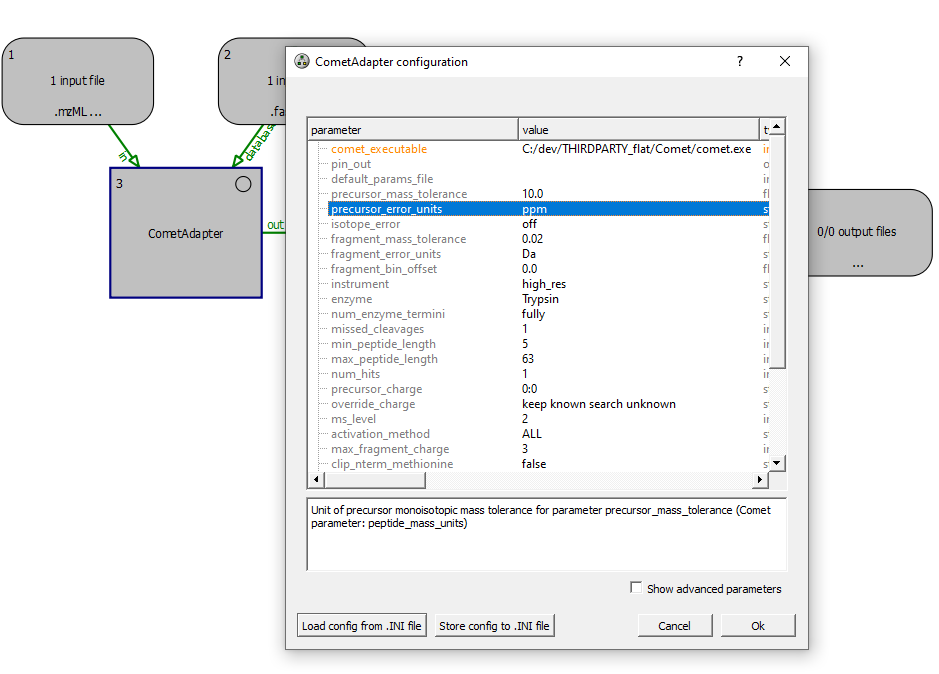 1
1 input file
.mzML ...
2
1 in
.fa
in
database
3
CometAdapter
out
0/0 output files
...
CometAdapter configuration
?
parameter value
comet_executable C:/dev/THIRDPARTY_flat/Comet/comet.exe
pin_out
default_params_file
precursor_mass_tolerance 10.0
precursor_error_units ppm
isotope_error off
fragment_mass_tolerance 0.02
fragment_error_units Da
fragment_bin_offset 0.0
instrument high_res
enzyme Trypsin
num_enzyme_termini fully
missed_cleavages 1
min_peptide_length 5
max_peptide_length 63
num_hits 1
precursor_charge 0:0
override_charge keep known search unknown
ms_level 2
activation_method ALL
max_fragment_charge 3
clip_nterm_methionine false
Unit of precursor monoisotopic mass tolerance for parameter precursor_mass_tolerance (Comet
parameter: peptide_mass_units)
Show advanced parameters
Load config from .INI file Store config to .INI file Cancel Ok